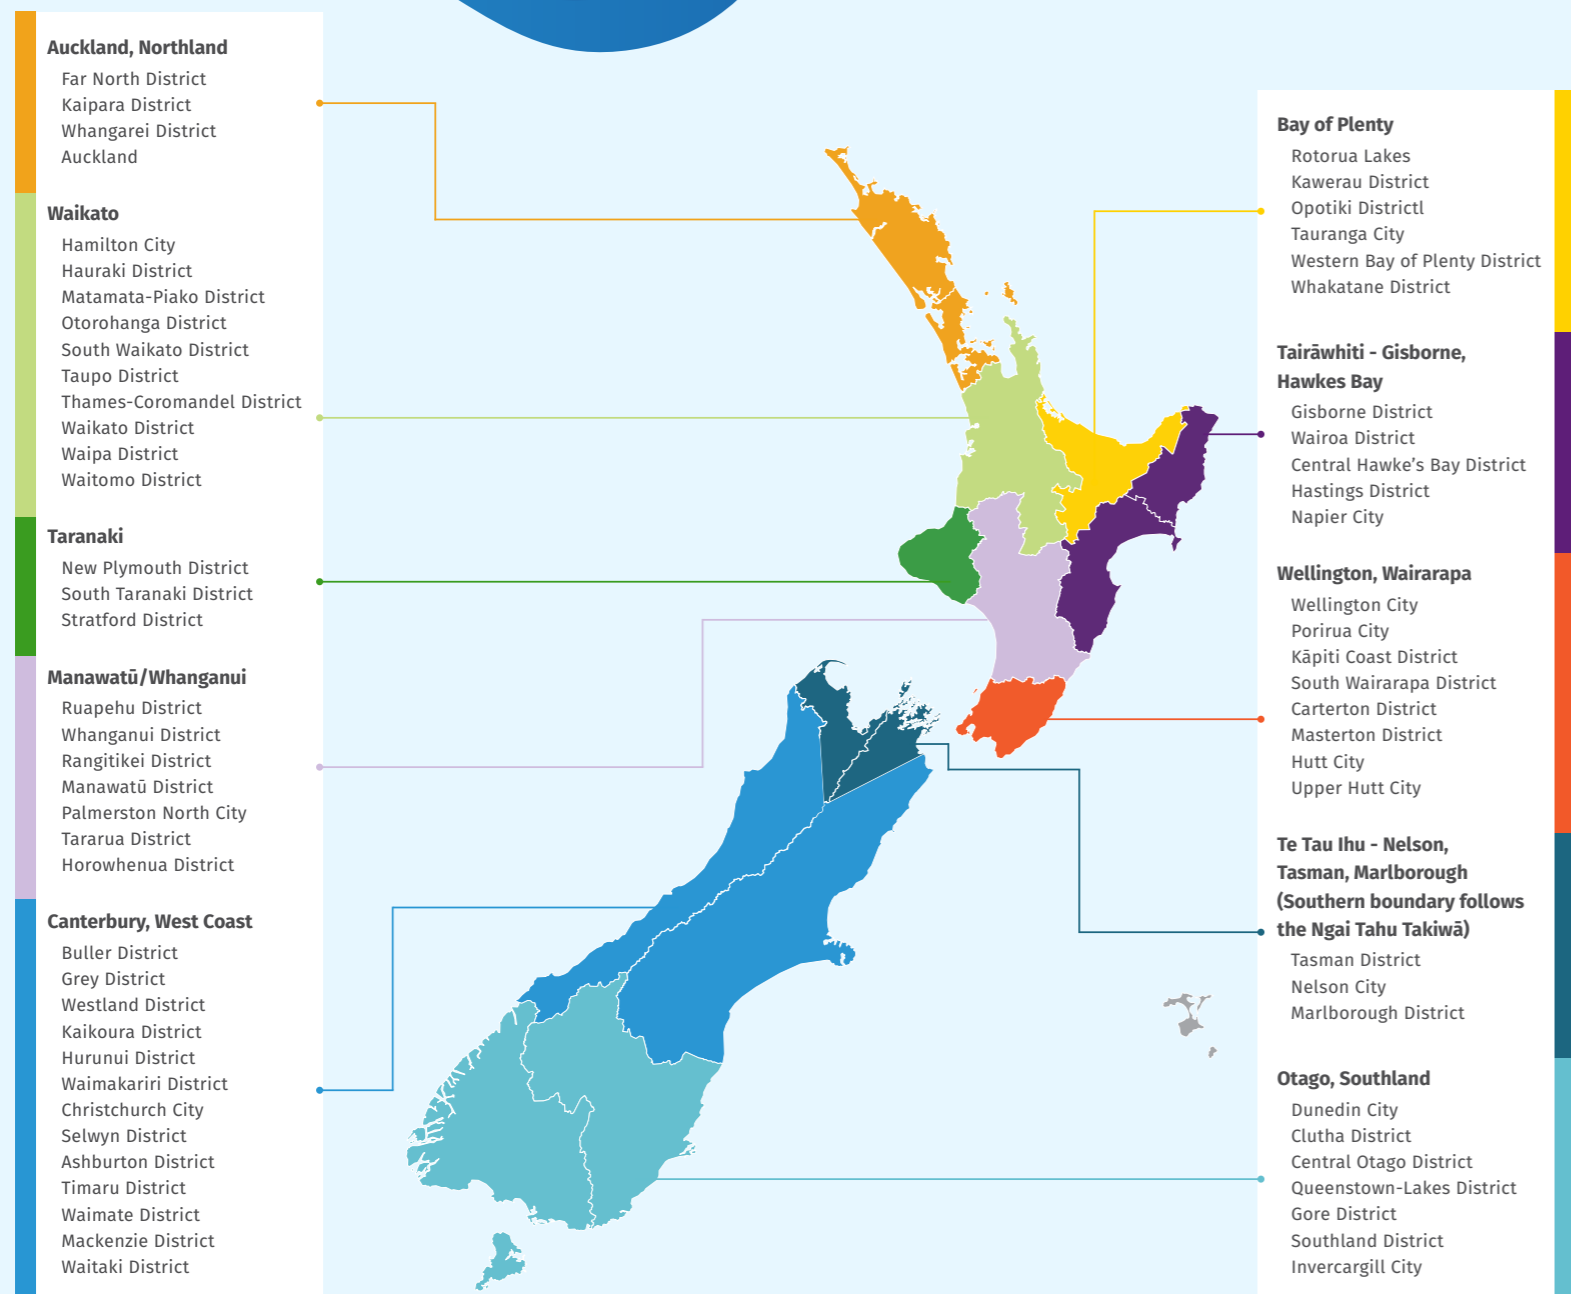 Auckland, Northland
Far North District
Kaipara District
Whangarei District
Auckland
Waikato
Hamilton City
Hauraki District
Matamata-Piako District
Otorohanga District
South Waikato District
Taupo District
Thames-Coromandel District
Waikato District
Waipa District
Waitomo District
Taranaki
New Plymouth District
South Taranaki District
Stratford District
Manawatū/Whanganui
Ruapehu District
Whanganui District
Rangitikei District
Manawatū District
Palmerston North City
Tararua District
Horowhenua District
Canterbury, West Coast
Buller District
Grey District
Westland District
Kaikoura District
Hurunui District
Waimakariri District
Christchurch City
Selwyn District
Ashburton District
Timaru District
Waimate District
Mackenzie District
Waitaki District
Bay of Plenty
Rotorua Lakes
Kawerau District
Opotiki Districtl
Tauranga City
Western Bay of Plenty District
Whakatane District
Tairāwhiti - Gisborne,
Hawkes Bay
Gisborne District
Wairoa District
Central Hawke’s Bay District
Hastings District
Napier City
Wellington, Wairarapa
Wellington City
Porirua City
Kāpiti Coast District
South Wairarapa District
Carterton District
Masterton District
Hutt City
Upper Hutt City
Te Tau Ihu - Nelson,
Tasman, Marlborough
(Southern boundary follows
the Ngai Tahu Takiwā)
Tasman District
Nelson City
Marlborough District
Otago, Southland
Dunedin City
Clutha District
Central Otago District
Queenstown-Lakes District
Gore District
Southland District
Invercargill City